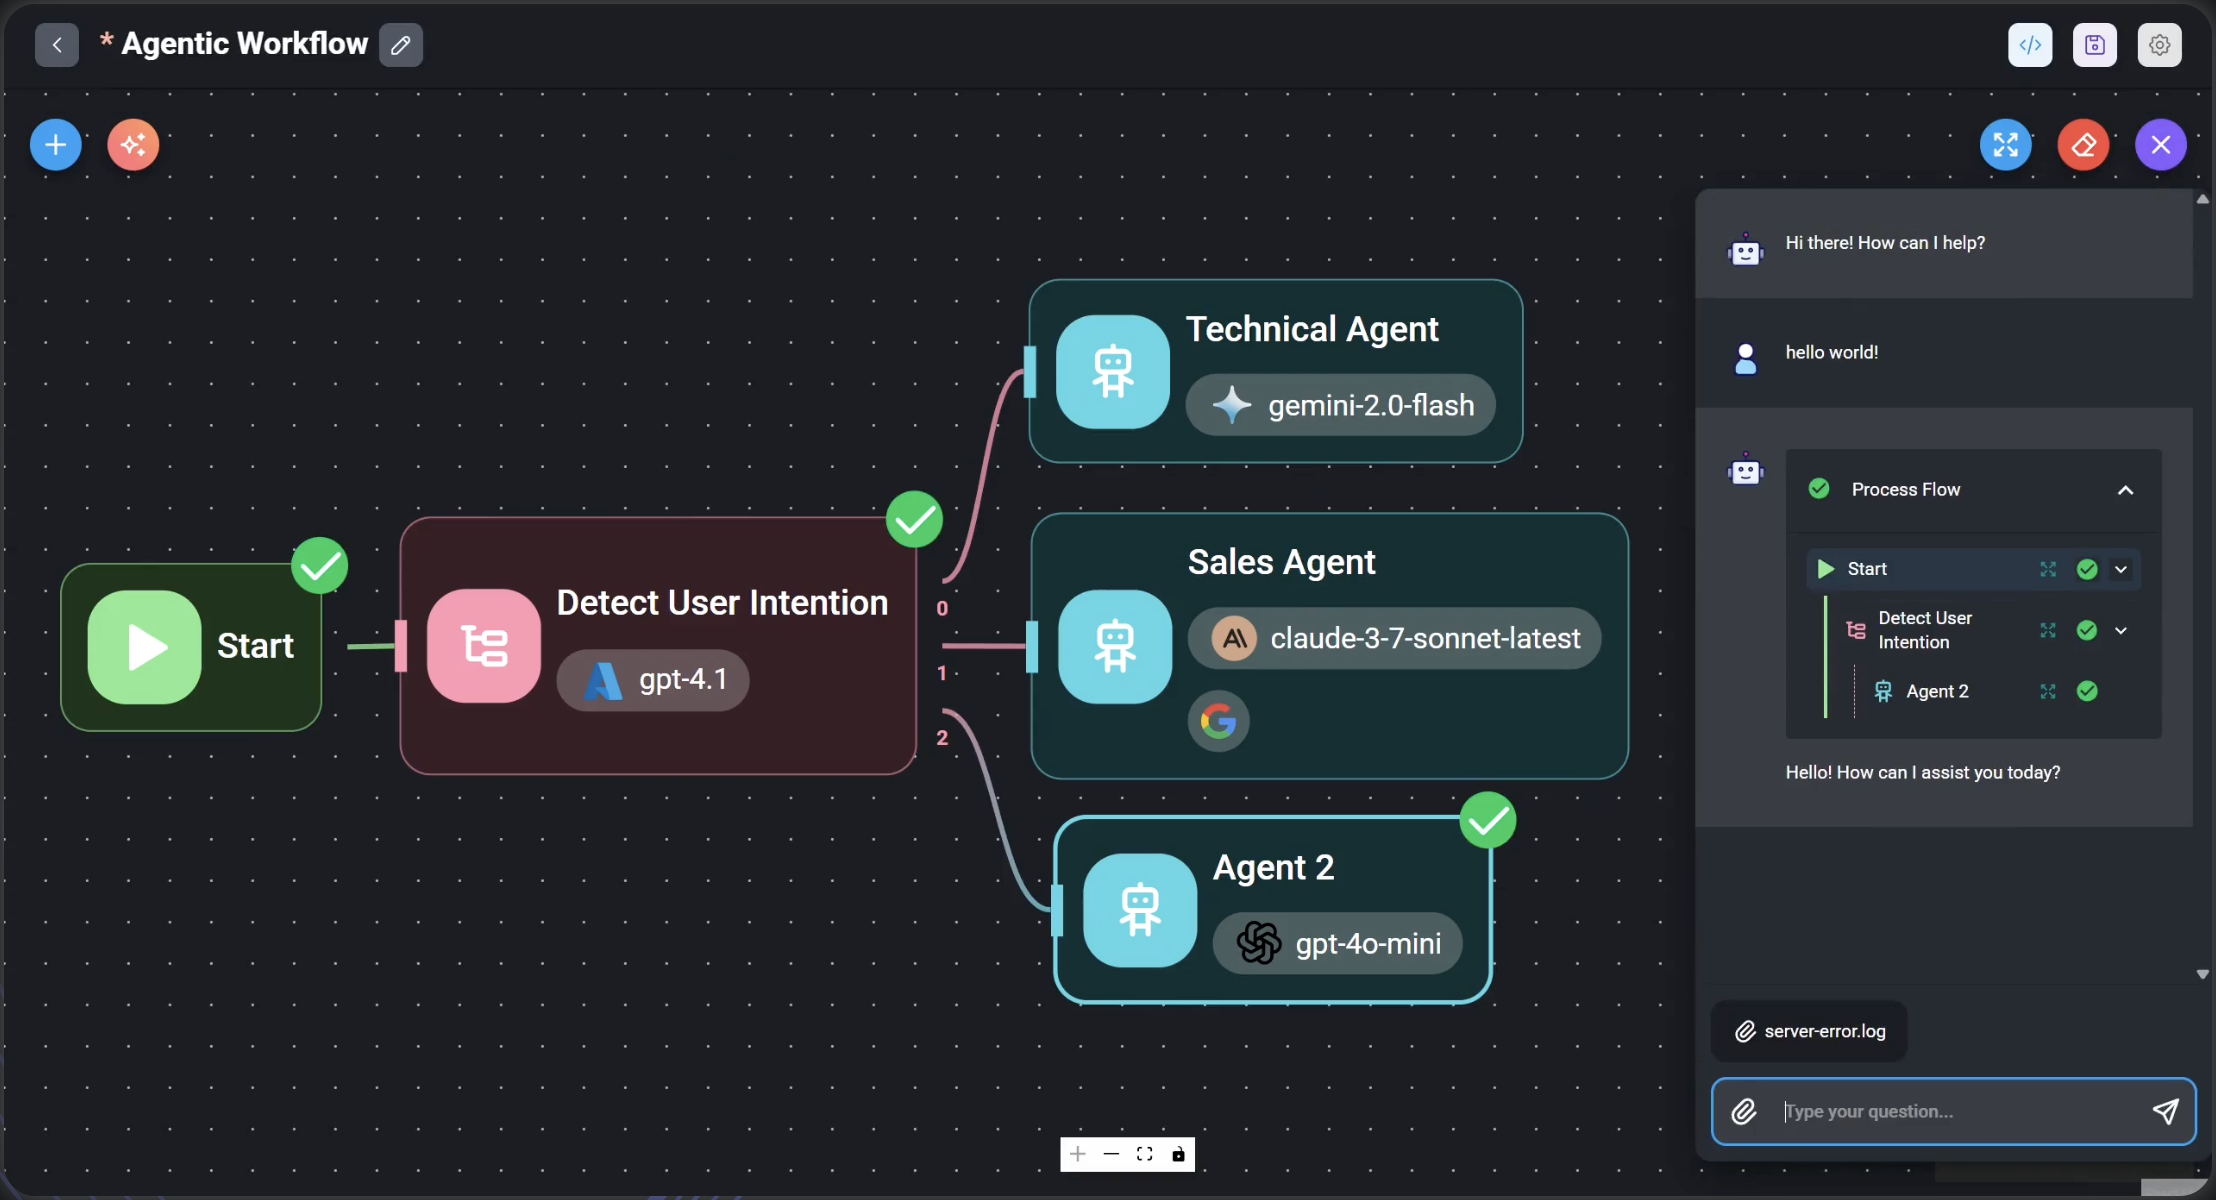 * Agentic Workflow
Technical Agent
gemini-2.0-flash
Start
Detect User Intention
gpt-4.1
0
1
2
Sales Agent
claude-3-7-sonnet-latest
Agent 2
gpt-4o-mini
Hi there! How can I help?
hello world!
Process Flow
Start
Detect User
Intention
Agent 2
Hello! How can I assist you today?
server-error.log
Type your question...